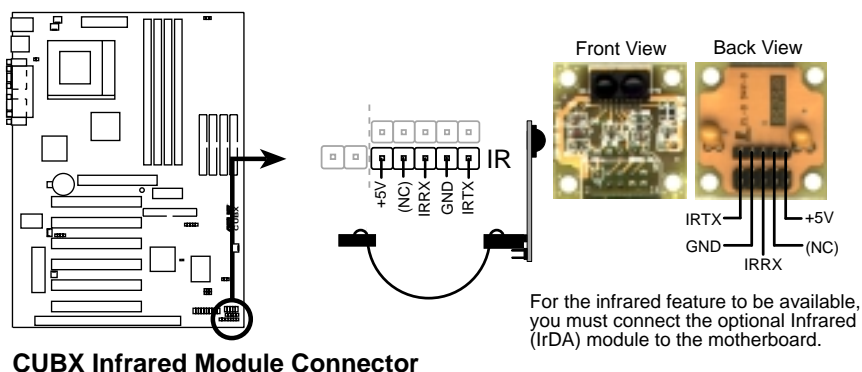 Front View
Back View
IR
+5V
(NC)
IRRX
GND
IRTX
CUBX
IRTX
GND
IRRX
(NC)
+5V
For the infrared feature to be available,
you must connect the optional Infrared
(IrDA) module to the motherboard.
CUBX Infrared Module Connector